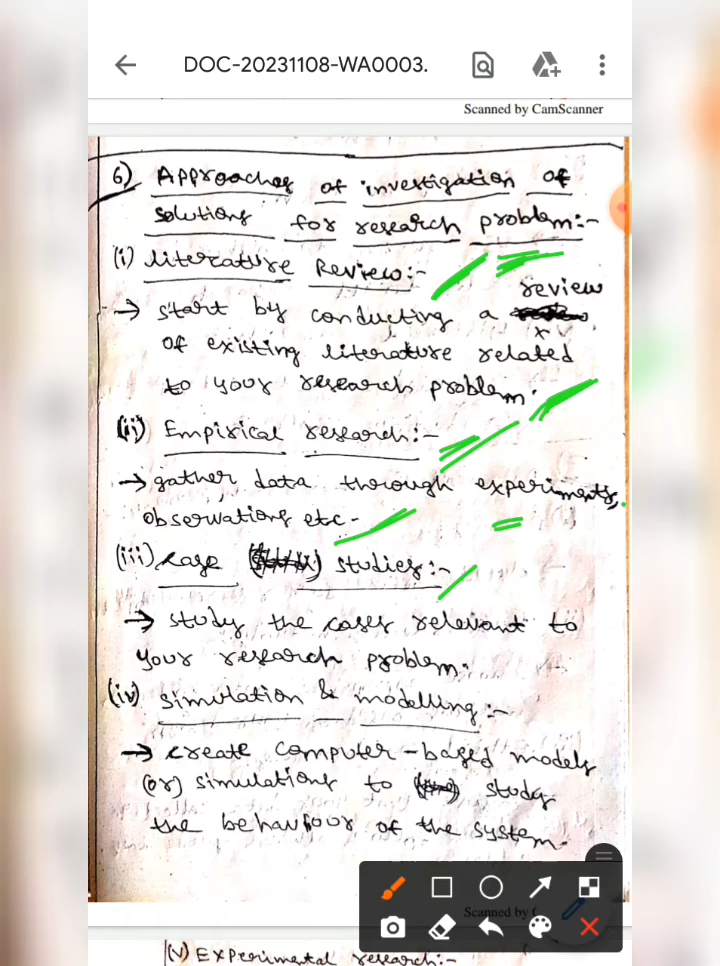 DOC-20231108-WA0003.
Scanned by CamScanner
6) Approaches of investigation of
solutions for research problem:-
(i) literature Review:-
review
→ start by conducting a
of existing literature related
to your research problem.
(ii) Empirical research:-
→ gather data through experiments,
observations etc-
(iii) case studies:-
→ study the cases relevant to
your research problem.
(iv) simulation & modelling:-
→ create computer-based models
(or) simulations to study
the behaviour of the system.
Scanned by
(v) Experimental research:-